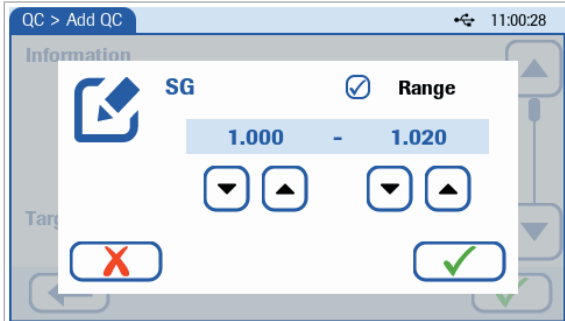 QC > Add QC 11:00:28
Information
SG Range
1.000 - 1.020
Targ